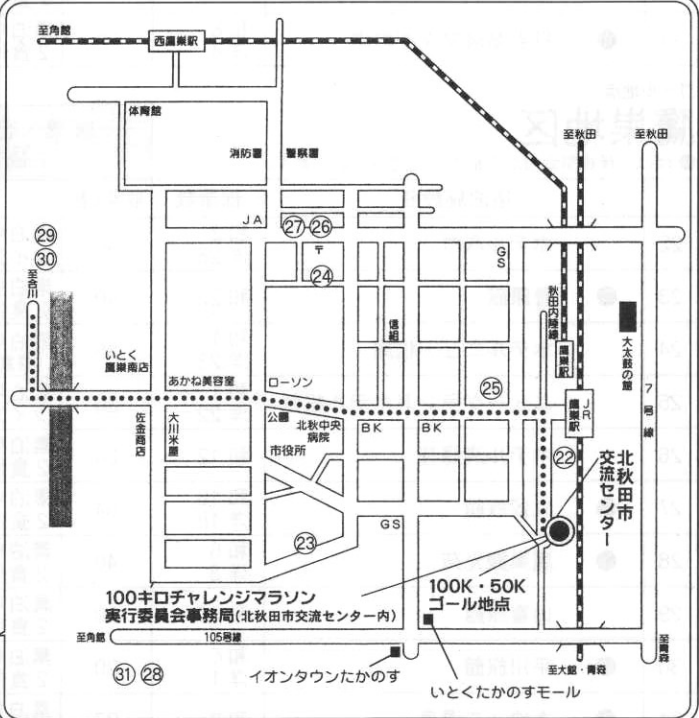 至角館
西鷹巣駅
体育館
消防署
警察署
至秋田
至秋田
JA
㉗㉖
〒
㉔
GS
㉙
㉚
至合川
秋田内陸線
鷹巣駅
大太鼓の館
7号線
信組
いとく
鷹巣南店
あかね美容室
ローソン
㉕
JR
鷹巣駅
佐金商店
大川米屋
公園
北秋中央
病院
BK
BK
市役所
㉒
北秋田市
交流センター
GS
㉓
100キロチャレンジマラソン
実行委員会事務局(北秋田市交流センター内)
100K・50K
ゴール地点
至角館
105号線
至青森
㉛㉘
イオンタウンたかのす
いとくたかのすモール
至大館・青森